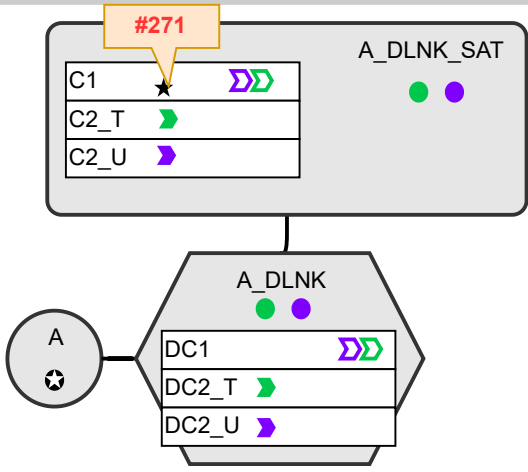 #271
A_DLNK_SAT
C1
C2_T
C2_U
A_DLNK
A
DC1
DC2_T
DC2_U